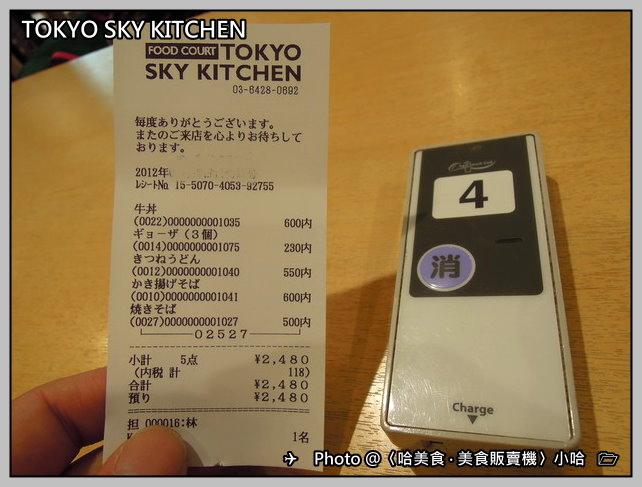 TOKYO SKY KITCHEN
FOOD COURT TOKYO
SKY KITCHEN
03-6428-0692
毎度ありがとうございます。
またのご来店を心よりお待ちして
おります。
2012年
ﾚｼｰﾄNo. 15-5070-4053-92755
牛丼
(0022)0000000001035 600内
ギョーザ(3個)
(0014)0000000001075 230内
きつねうどん
(0012)0000000001040 550内
かき揚げそば
(0010)0000000001041 600内
焼きそば
(0027)0000000001027 500内
02527
小計 5点 ¥2,480
(内税 計 118)
合計 ¥2,480
預り ¥2,480
担 000016:林
1名
4
消
Charge
Photo @〈哈美食·美食販賣機〉小哈